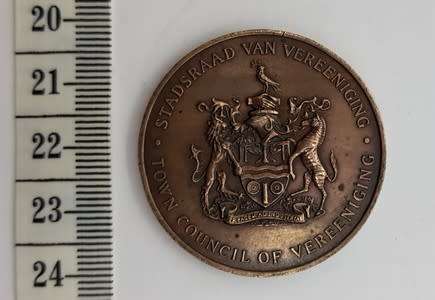 20
21
22
23
24
· STADSRAAD VAN VEREENIGING ·
TOWN COUNCIL OF VEREENIGING